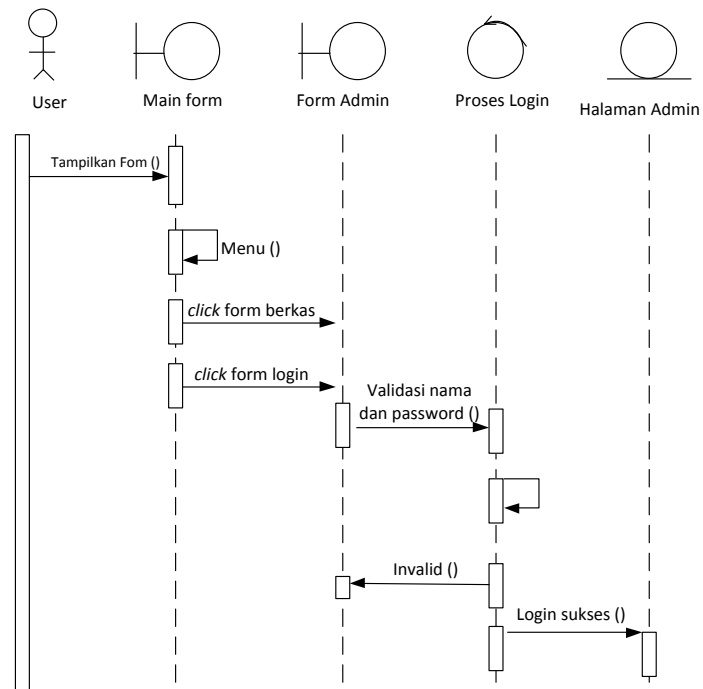 User
Main form
Form Admin
Proses Login
Halaman Admin
Tampilkan Fom ()
Menu ()
click form berkas
click form login
Validasi nama
dan password ()
Invalid ()
Login sukses ()